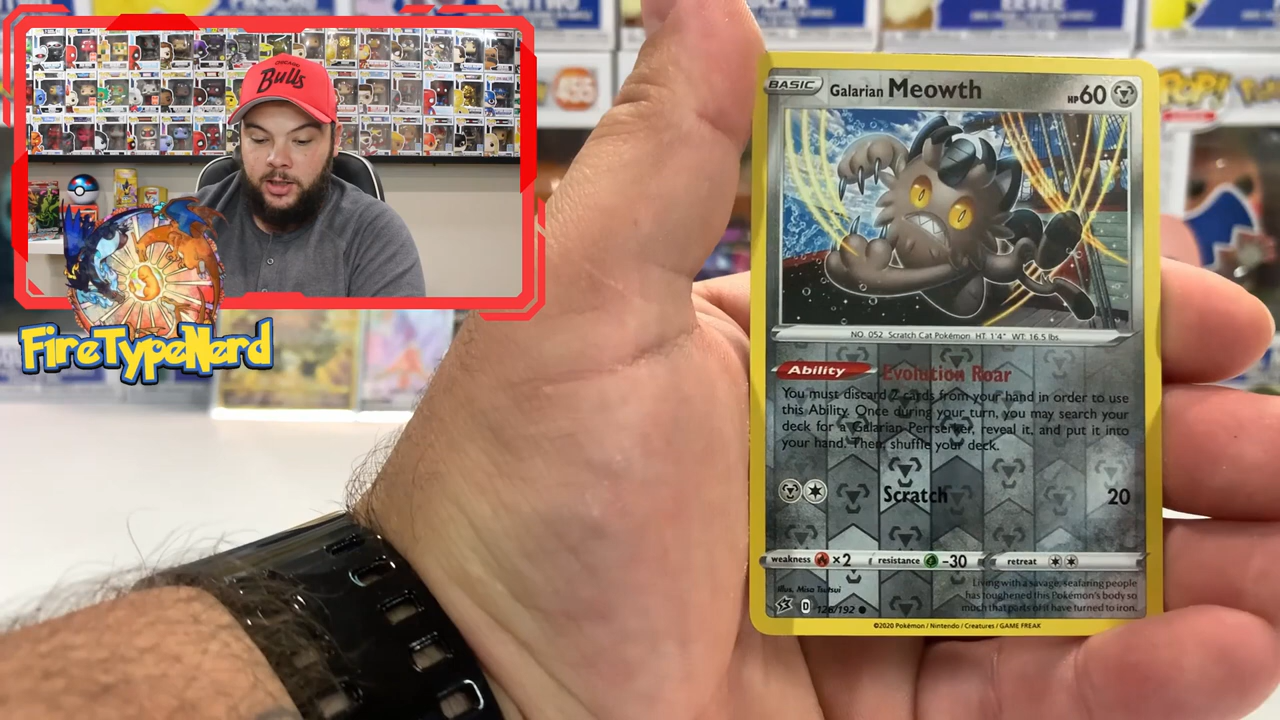 CHICAGO
Bulls
FireTypeNerd
BASIC
Galarian Meowth
HP 60
NO. 052 Scratch Cat Pokémon HT: 1'4" WT: 16.5 lbs.
Ability Evolution Roar
You must discard 2 cards from your hand in order to use
this Ability. Once during your turn, you may search your
deck for a Galarian Perrserker, reveal it, and put it into
your hand. Then, shuffle your deck.
Scratch 20
weakness ×2 resistance -30 retreat
Illus. Misa Tsutsui
D 126/192
Living with a savage, seafaring people
has toughened this Pokémon's body so
much that parts of it have turned to iron.
©2020 Pokémon / Nintendo / Creatures / GAME FREAK
POP!